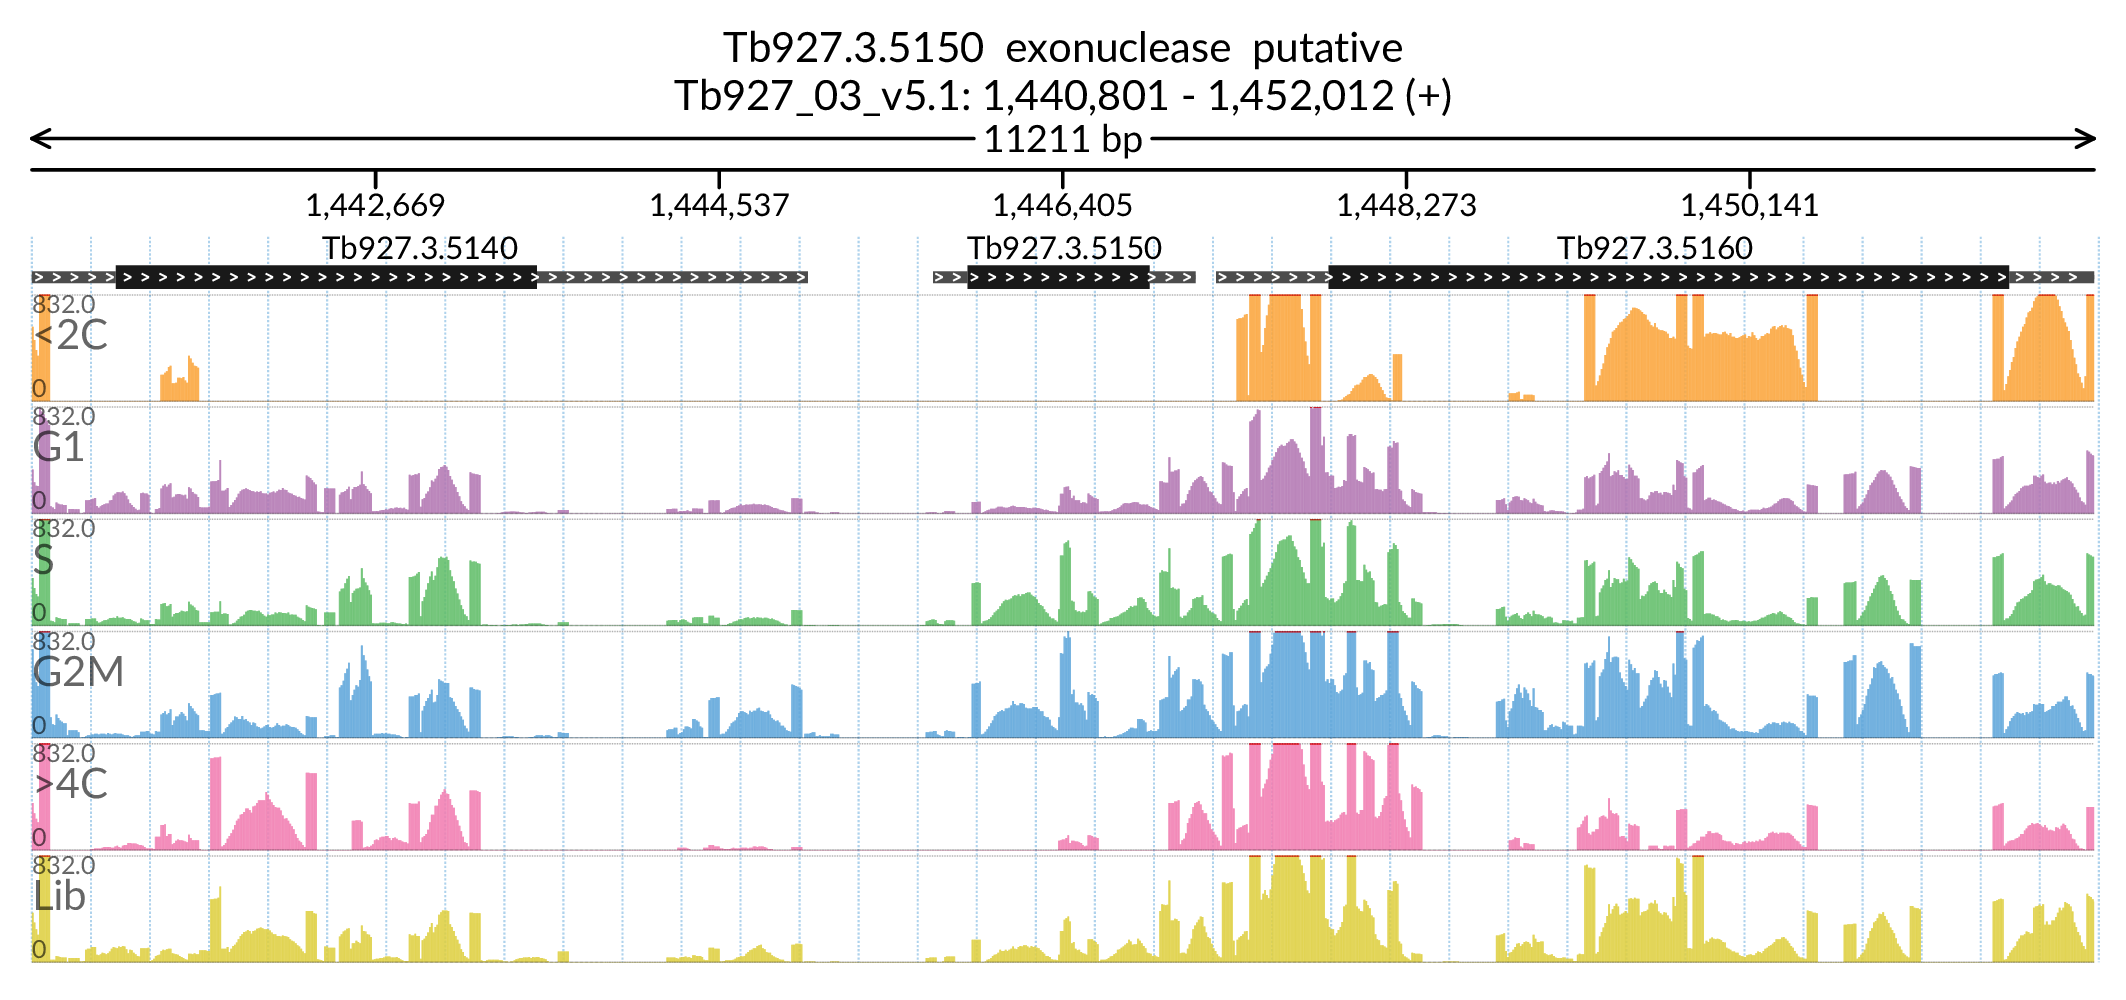 Tb927.3.5150 exonuclease putative
Tb927_03_v5.1: 1,440,801 - 1,452,012 (+)
11211 bp
1,442,669 1,444,537 1,446,405 1,448,273 1,450,141
Tb927.3.5140 Tb927.3.5150 Tb927.3.5160
832.0
<2C
0
832.0
G1
0
832.0
S
0
832.0
G2M
0
832.0
>4C
0
832.0
Lib
0